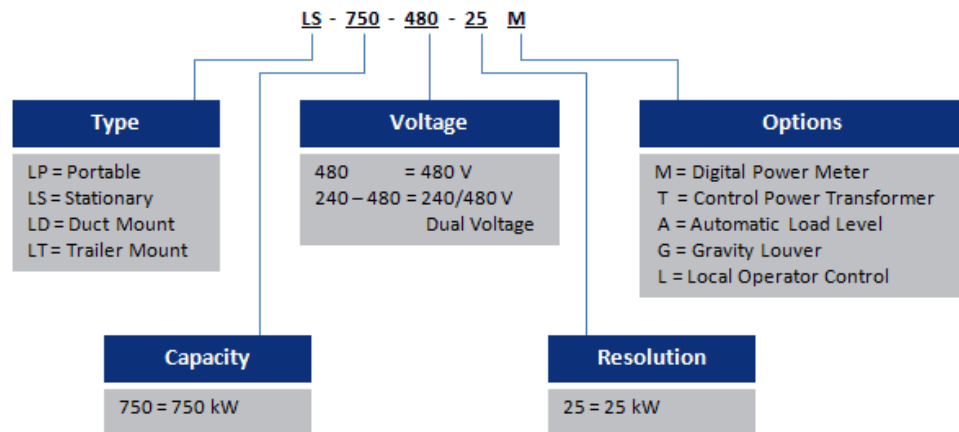 LS - 750 - 480 - 25 M
Type
LP = Portable
LS = Stationary
LD = Duct Mount
LT = Trailer Mount
Voltage
480 = 480 V
240 – 480 = 240/480 V
Dual Voltage
Options
M = Digital Power Meter
T = Control Power Transformer
A = Automatic Load Level
G = Gravity Louver
L = Local Operator Control
Capacity
750 = 750 kW
Resolution
25 = 25 kW